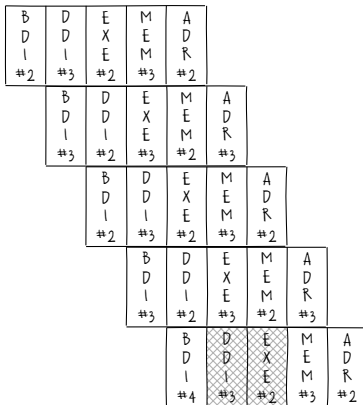 BDI #2
DDI #3
EXE #2
MEM #3
ADR #2
BDI #3
DDI #2
EXE #3
MEM #2
ADR #3
BDI #2
DDI #3
EXE #2
MEM #3
ADR #2
BDI #3
DDI #2
EXE #3
MEM #2
ADR #3
BDI #4
DDI #3
EXE #2
MEM #3
ADR #2